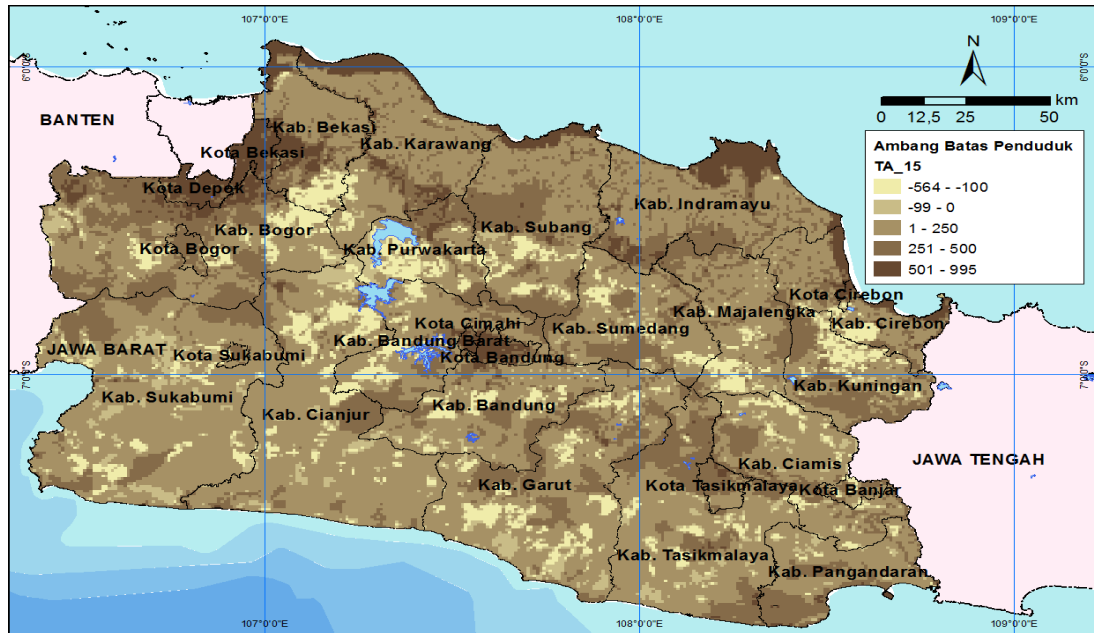 107°0'0"E
108°0'0"E
109°0'0"E
6°0'0"S
6°0'0"S
N
km
0 12,5 25 50
Ambang Batas Penduduk
TA_15
-564 - -100
-99 - 0
1 - 250
251 - 500
501 - 995
BANTEN
Kab. Bekasi
Kab. Karawang
Kota Bekasi
Kota Depok
Kab. Indramayu
Kab. Bogor
Kab. Subang
Kota Bogor
Kab. Purwakarta
Kota Cirebon
Kab. Majalengka
Kab. Cirebon
Kota Cimahi
Kab. Sumedang
Kab. Bandung Barat
JAWA BARAT
Kota Sukabumi
Kota Bandung
7°0'0"S
7°0'0"S
Kab. Kuningan
Kab. Sukabumi
Kab. Cianjur
Kab. Bandung
JAWA TENGAH
Kab. Ciamis
Kab. Garut
Kota Tasikmalaya
Kota Banjar
Kab. Tasikmalaya
Kab. Pangandaran
107°0'0"E
108°0'0"E
109°0'0"E